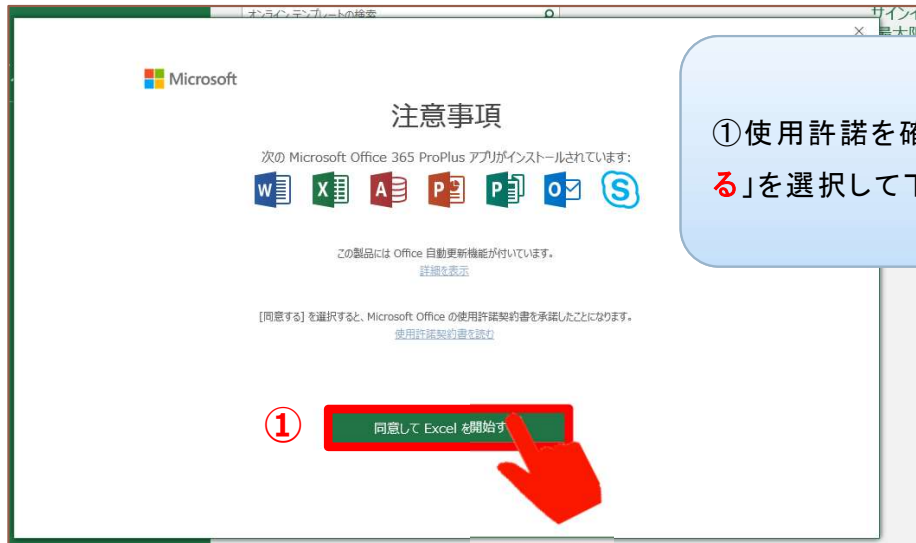 オンライン テンプレートの検索
サインイ
最大限
Microsoft
注意事項
次の Microsoft Office 365 ProPlus アプリがインストールされています:
この製品には Office 自動更新機能が付いています。
詳細を表示
[同意する] を選択すると、Microsoft Office の使用許諾契約書を承諾したことになります。
使用許諾契約書を読む
① 同意して Excel を開始す
①使用許諾を確
る」を選択して下